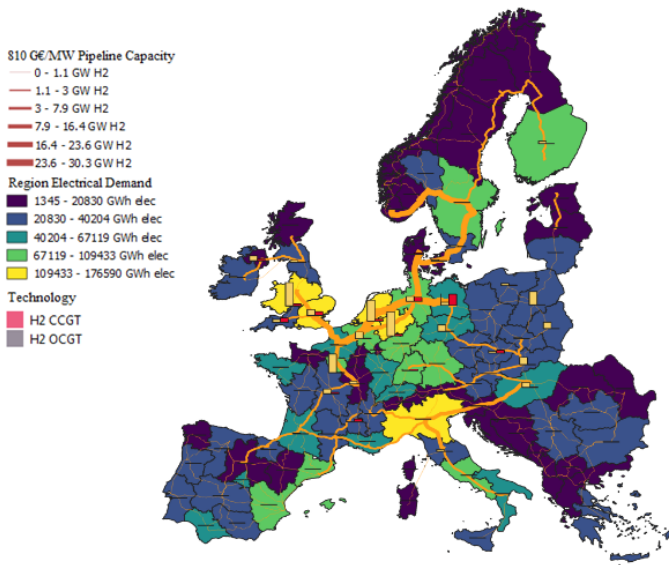 810 G€/MW Pipeline Capacity
0 - 1.1 GW H2
1.1 - 3 GW H2
3 - 7.9 GW H2
7.9 - 16.4 GW H2
16.4 - 23.6 GW H2
23.6 - 30.3 GW H2
Region Electrical Demand
1345 - 20830 GWh elec
20830 - 40204 GWh elec
40204 - 67119 GWh elec
67119 - 109433 GWh elec
109433 - 176590 GWh elec
Technology
H2 CCGT
H2 OCGT